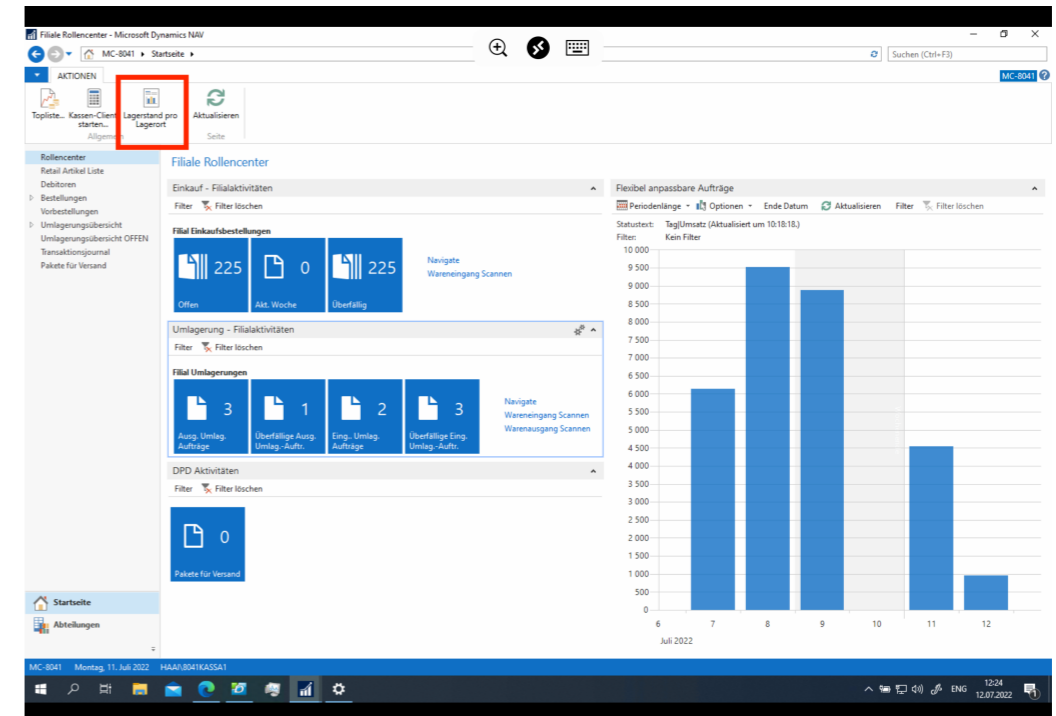 Filiale Rollencenter - Microsoft Dynamics NAV
MC-8041 Startseite
Suchen (Ctrl+F3)
AKTIONEN
MC-8041
Topliste... Kassen-Client starten... Lagerstand pro Lagerort
Aktualisieren
Allgemein
Seite
Rollencenter
Retail Artikel Liste
Debitoren
Bestellungen
Vorbestellungen
Umlagerungsübersicht
Umlagerungsübersicht OFFEN
Transaktionsjournal
Pakete für Versand
Startseite
Abteilungen
Filiale Rollencenter
Einkauf - Filialaktivitäten
Filter Filter löschen
Filial Einkaufsbestellungen
225
Offen
0
Akt. Woche
225
Überfällig
Navigate
Wareneingang Scannen
Umlagerung - Filialaktivitäten
Filter Filter löschen
Filial Umlagerungen
3
Ausg. Umlag.
Aufträge
1
Überfällige Ausg.
Umlag.-Auftr.
2
Eing.. Umlag.
Aufträge
3
Überfällige Eing.
Umlag.-Auftr.
Navigate
Wareneingang Scannen
Warenausgang Scannen
DPD Aktivitäten
Filter Filter löschen
0
Pakete für Versand
Flexibel anpassbare Aufträge
Periodenlänge Optionen Ende Datum Aktualisieren Filter Filter löschen
Statustext: Tag|Umsatz (Aktualisiert um 10:18:18.)
Filter: Kein Filter
10 000
9 500
9 000
8 500
8 000
7 500
7 000
6 500
6 000
5 500
5 000
4 500
4 000
3 500
3 000
2 500
2 000
1 500
1 000
500
0
6 7 8 9 10 11 12
Juli 2022
MC-8041 Montag, 11. Juli 2022 HAAI\8041KASSA1
ENG
12:24
12.07.2022
1